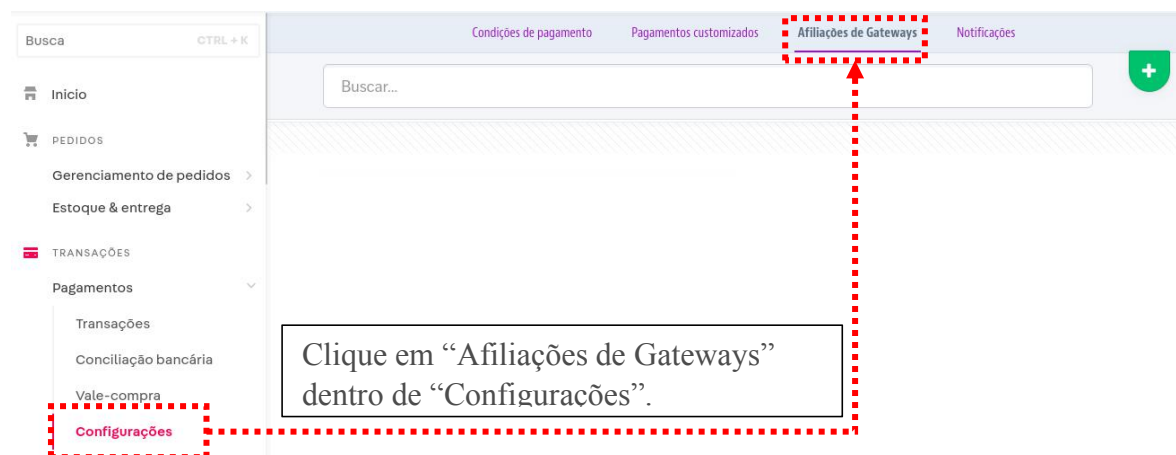 Busca CTRL + K
Inicio
PEDIDOS
Gerenciamento de pedidos
Estoque & entrega
TRANSAÇÕES
Pagamentos
Transações
Conciliação bancária
Vale-compra
Configurações
Condições de pagamento Pagamentos customizados Afiliações de Gateways Notificações
Buscar...
+
Clique em “Afiliações de Gateways”
dentro de “Configurações”.